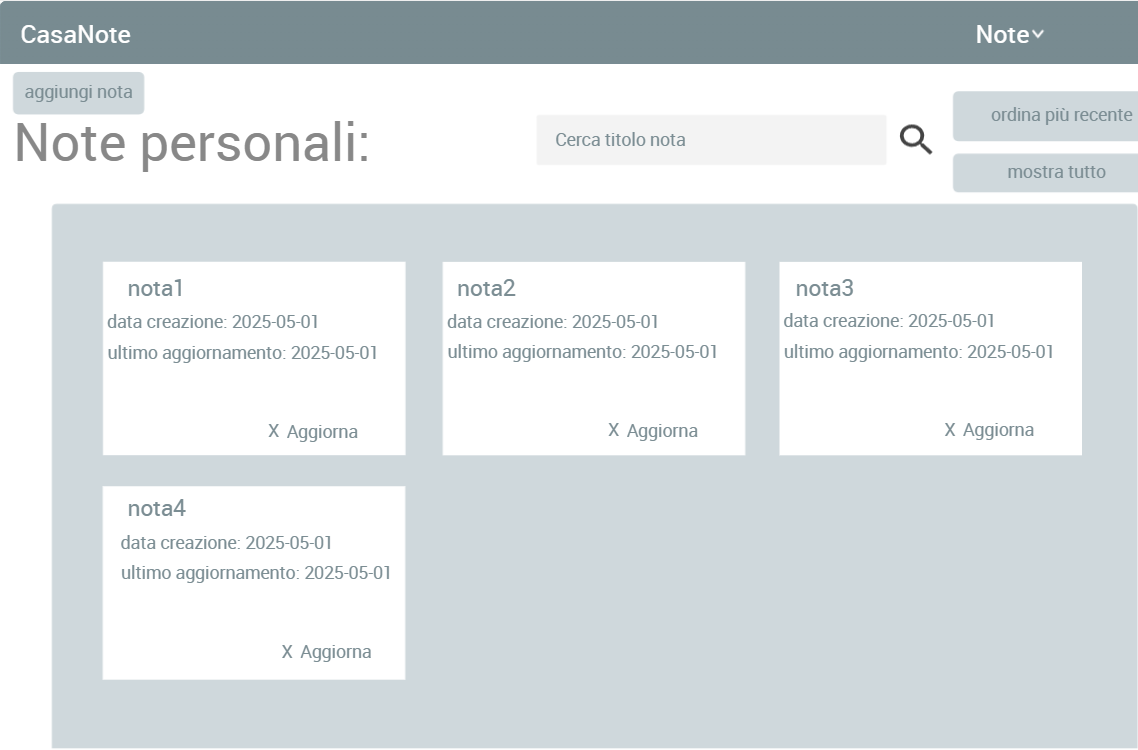 CasaNote
Note
aggiungi nota
Note personali:
Cerca titolo nota
ordina più recente
mostra tutto
nota1
data creazione: 2025-05-01
ultimo aggiornamento: 2025-05-01
X Aggiorna
nota2
data creazione: 2025-05-01
ultimo aggiornamento: 2025-05-01
X Aggiorna
nota3
data creazione: 2025-05-01
ultimo aggiornamento: 2025-05-01
X Aggiorna
nota4
data creazione: 2025-05-01
ultimo aggiornamento: 2025-05-01
X Aggiorna